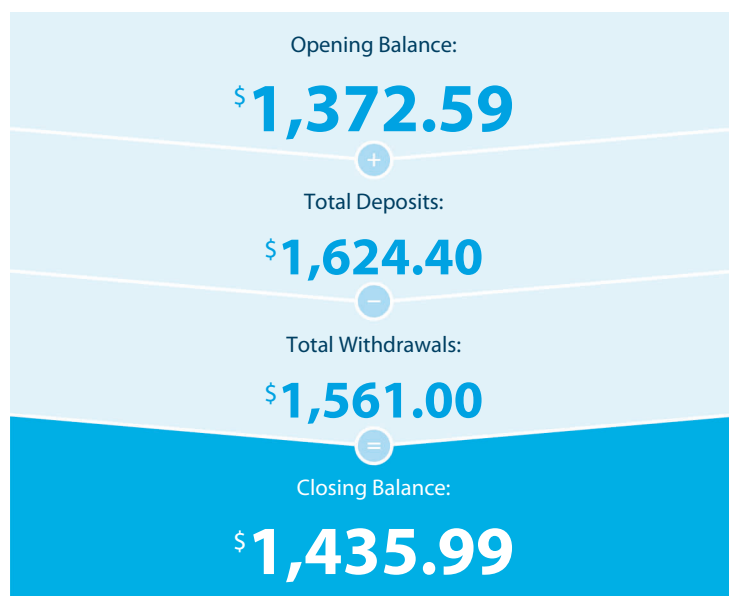 Opening Balance:
$1,372.59
+
Total Deposits:
$1,624.40
−
Total Withdrawals:
$1,561.00
=
Closing Balance:
$1,435.99